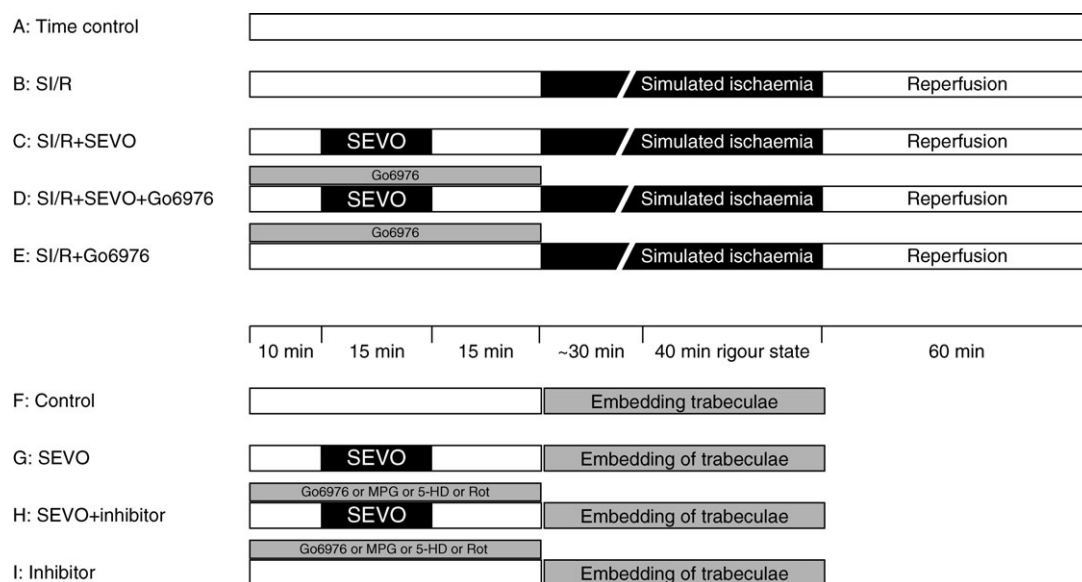 A: Time control
B: SI/R Simulated ischaemia Reperfusion
C: SI/R+SEVO SEVO Simulated ischaemia Reperfusion
Go6976
D: SI/R+SEVO+Go6976 SEVO Simulated ischaemia Reperfusion
Go6976
E: SI/R+Go6976 Simulated ischaemia Reperfusion
10 min 15 min 15 min ~30 min 40 min rigour state 60 min
F: Control Embedding trabeculae
G: SEVO SEVO Embedding of trabeculae
Go6976 or MPG or 5-HD or Rot
H: SEVO+inhibitor SEVO Embedding of trabeculae
Go6976 or MPG or 5-HD or Rot
I: Inhibitor Embedding of trabeculae